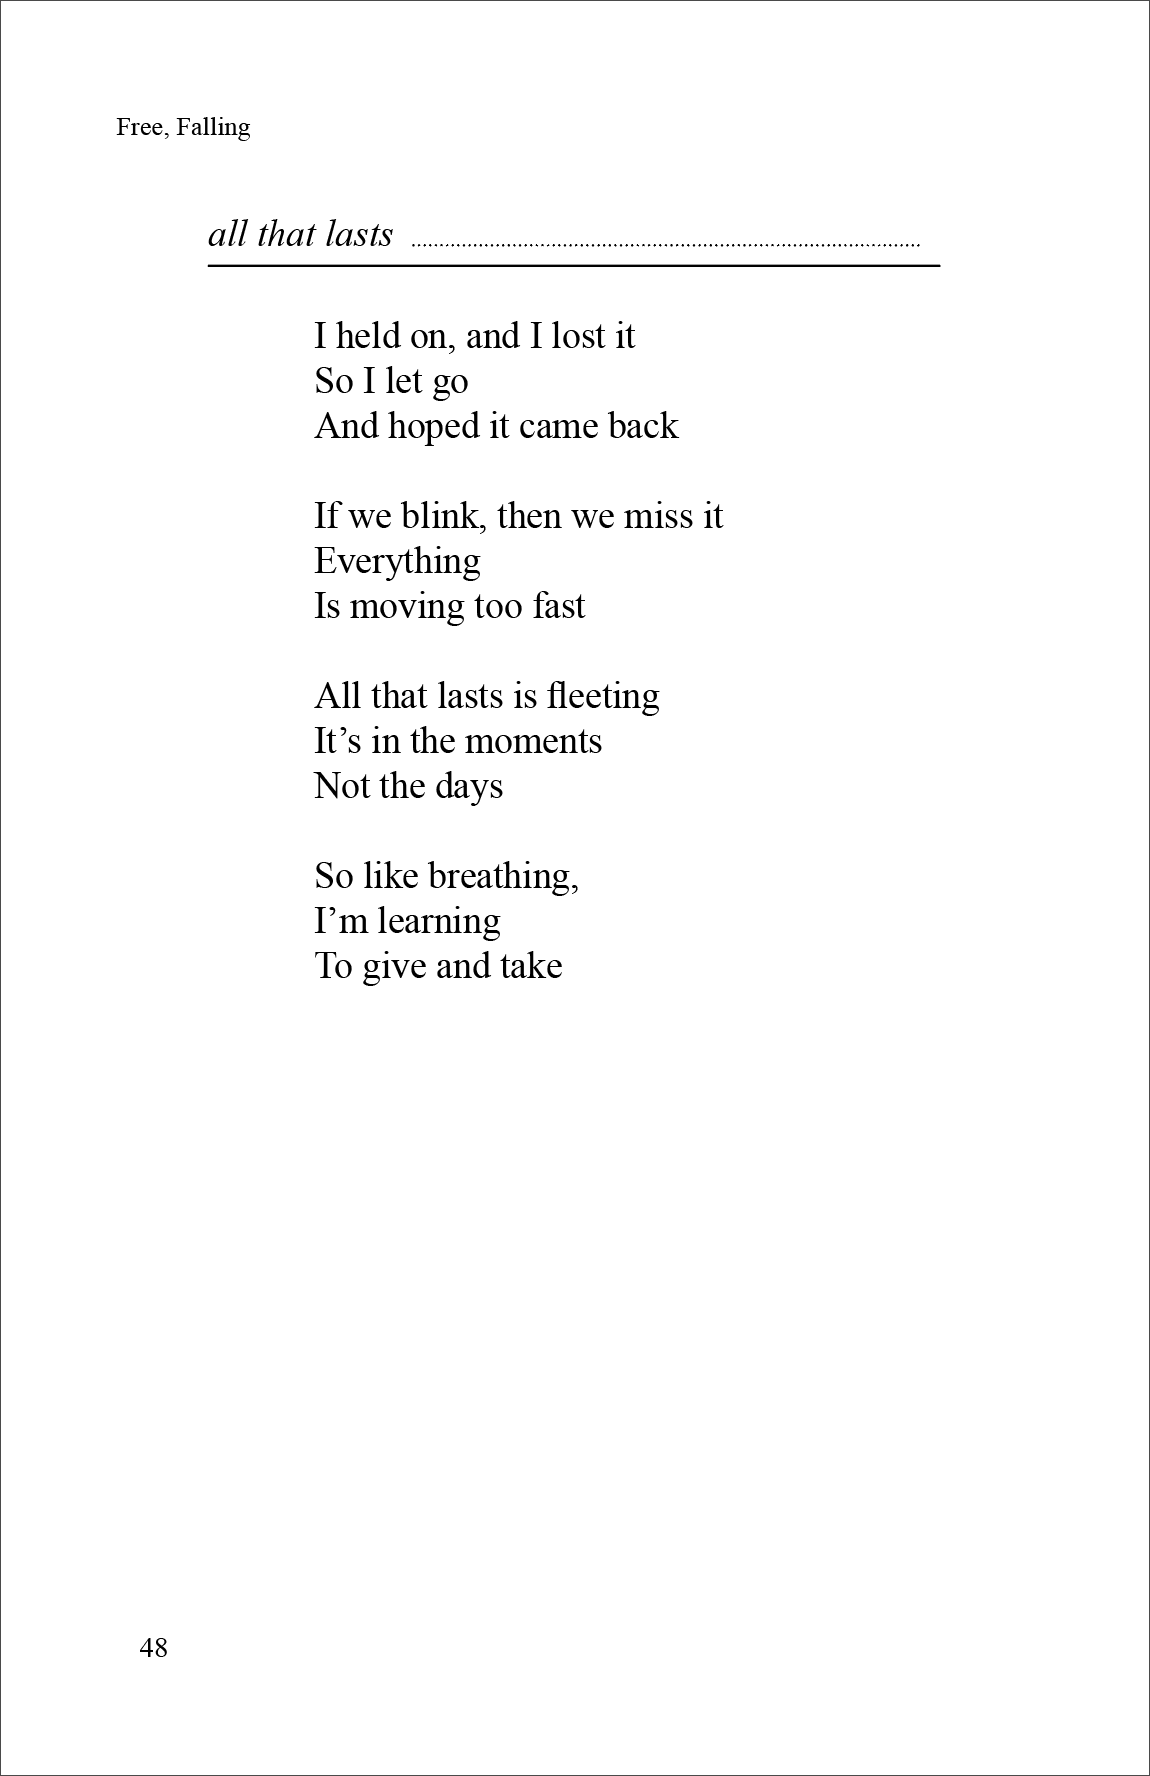 Free, Falling
all that lasts ................................................................................................
I held on, and I lost it
So I let go
And hoped it came back
If we blink, then we miss it
Everything
Is moving too fast
All that lasts is fleeting
It’s in the moments
Not the days
So like breathing,
I’m learning
To give and take
48